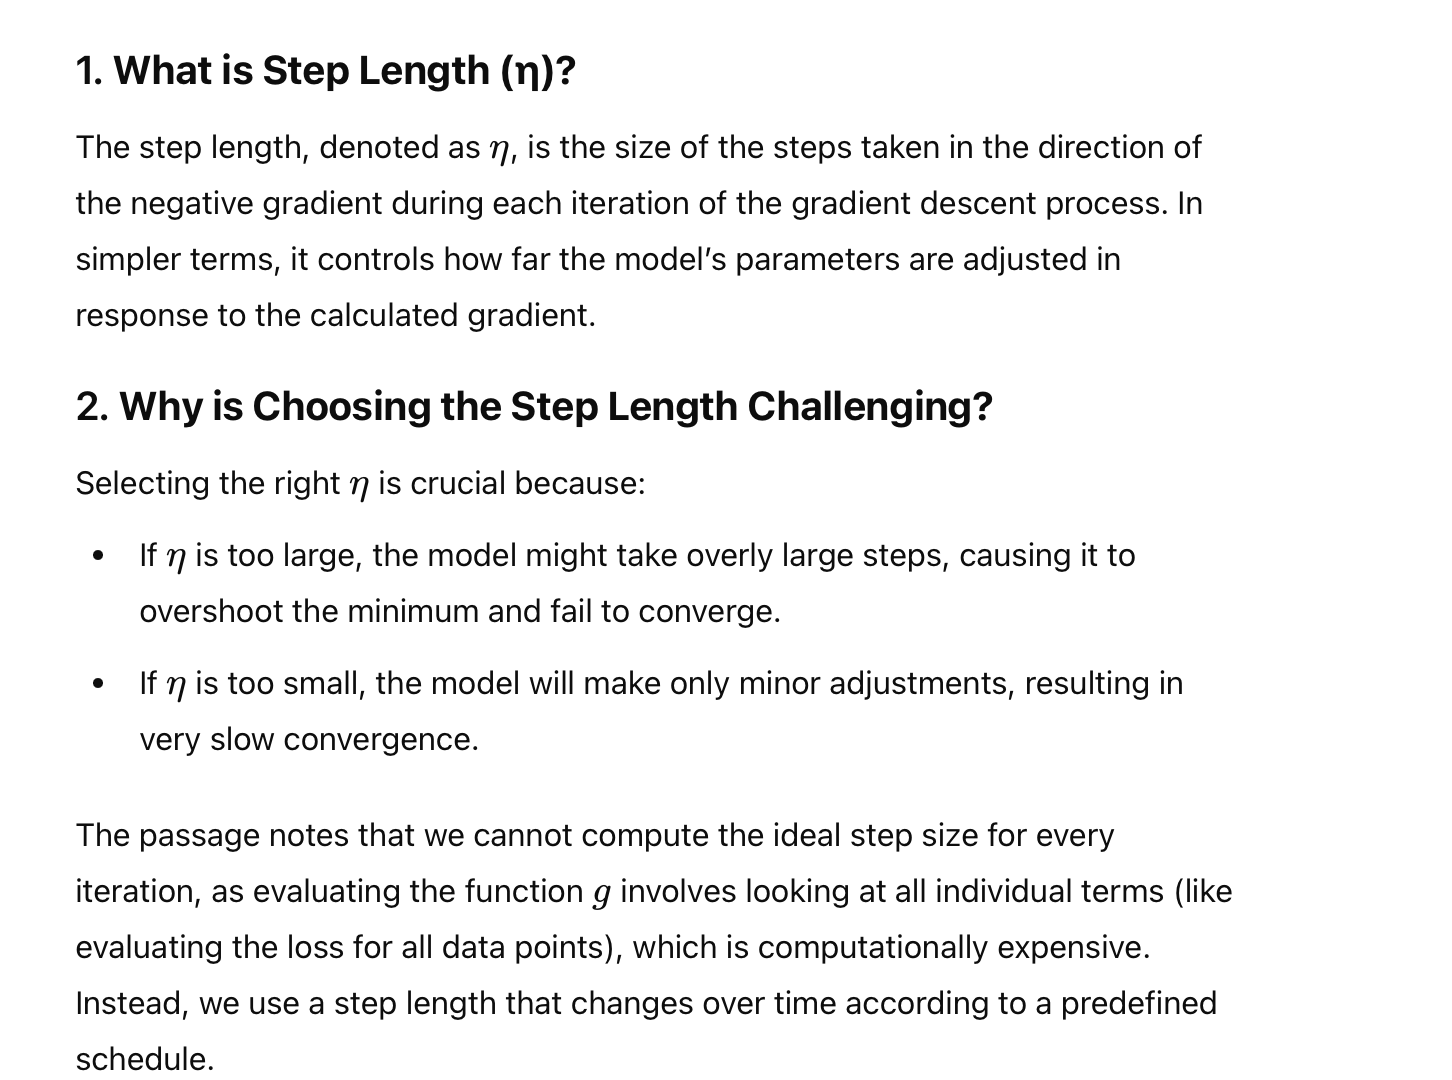 1. What is Step Length (η)?
The step length, denoted as η, is the size of the steps taken in the direction of
the negative gradient during each iteration of the gradient descent process. In
simpler terms, it controls how far the model’s parameters are adjusted in
response to the calculated gradient.
2. Why is Choosing the Step Length Challenging?
Selecting the right η is crucial because:
• If η is too large, the model might take overly large steps, causing it to
overshoot the minimum and fail to converge.
• If η is too small, the model will make only minor adjustments, resulting in
very slow convergence.
The passage notes that we cannot compute the ideal step size for every
iteration, as evaluating the function g involves looking at all individual terms (like
evaluating the loss for all data points), which is computationally expensive.
Instead, we use a step length that changes over time according to a predefined
schedule.